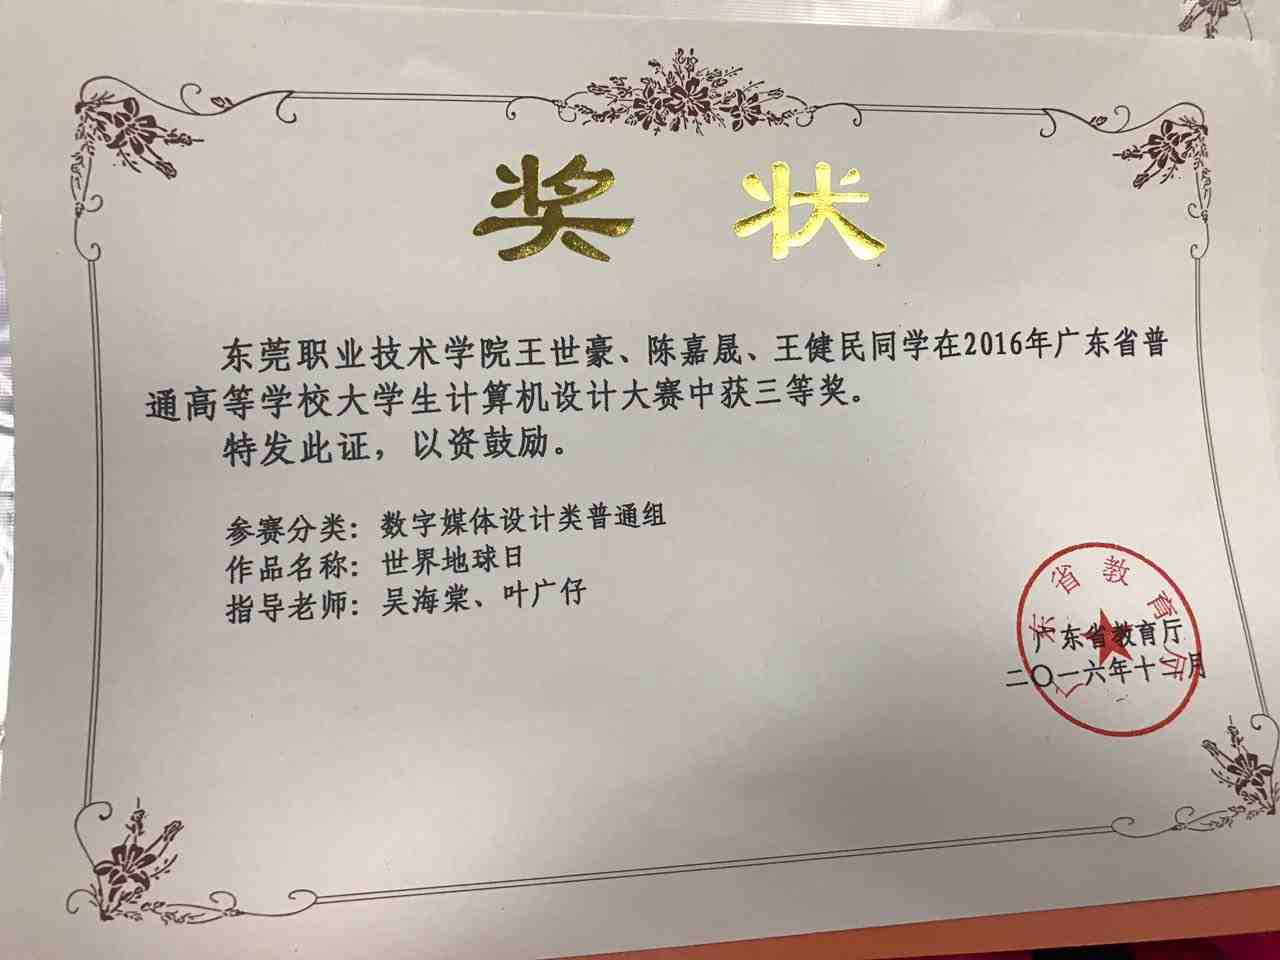 奖状
东莞职业技术学院王世豪、陈嘉晟、王健民同学在2016年广东省普
通高等学校大学生计算机设计大赛中获三等奖。
特发此证，以资鼓励。
参赛分类：数字媒体设计类普通组
作品名称：世界地球日
指导老师：吴海棠、叶广仔
广东省教育厅
广东省教育厅
二〇一六年十二月